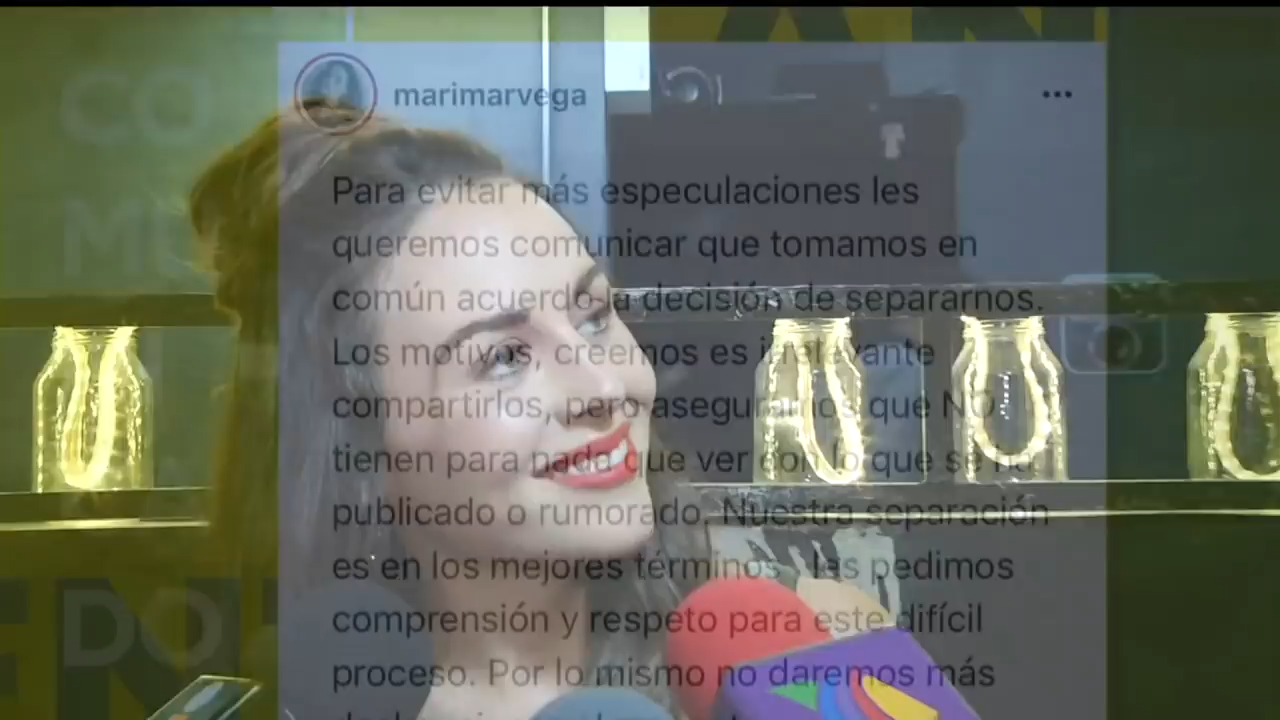 CO
marimarvega
Para evitar más especulaciones les
queremos comunicar que tomamos en
común acuerdo la decisión de separarnos.
Los motivos, creemos es irrelevante
compartirlos, pero aseguramos que NO
tienen para nada que ver con lo que se ha
publicado o rumorado. Nuestra separación
es en los mejores términos, las pedimos
comprensión y respeto para este difícil
proceso. Por lo mismo no daremos más
DO